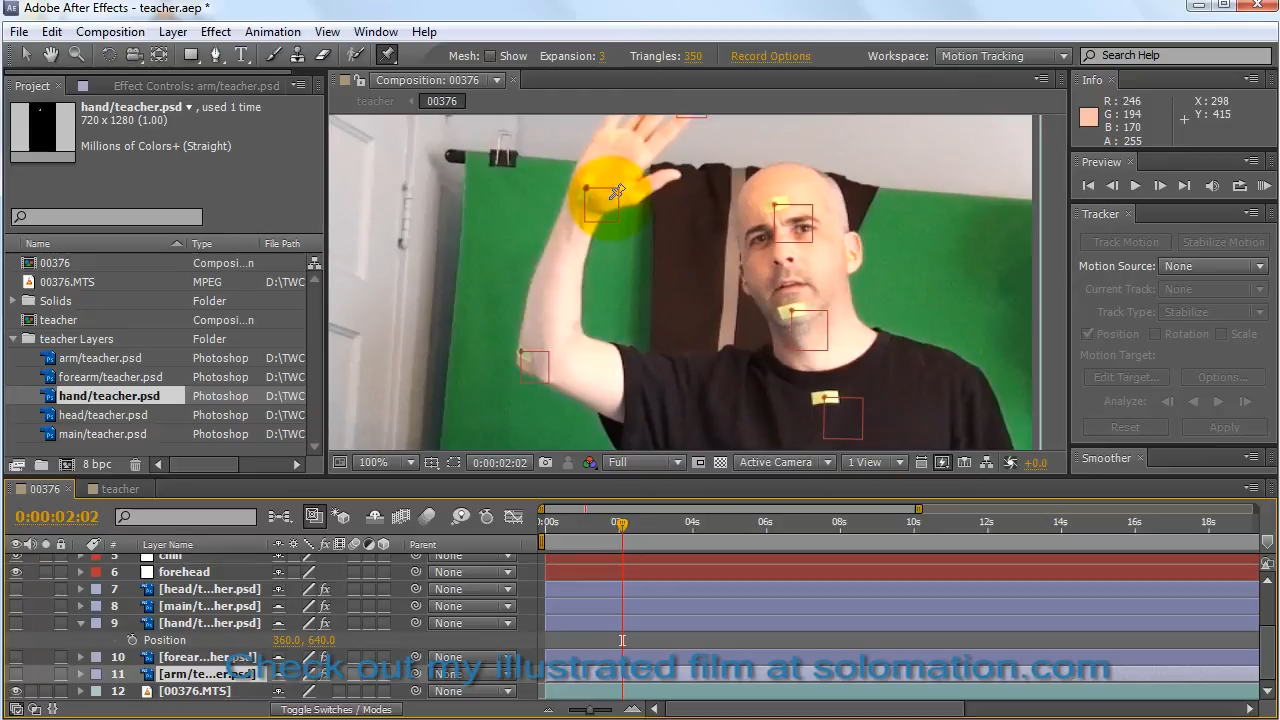 Adobe After Effects - teacher.aep *
File Edit Composition Layer Effect Animation View Window Help
Mesh: Show Expansion: 3 Triangles: 350 Record Options Workspace: Motion Tracking Search Help
Project Effect Controls: arm/teacher.psd
hand/teacher.psd ▼ , used 1 time
720 x 1280 (1.00)
Millions of Colors+ (Straight)
Name Type File Path
00376 Composi...n
00376.MTS MPEG D:\TWC
Solids Folder
teacher Composi...n
teacher Layers Folder
arm/teacher.psd Photoshop D:\TWC
forearm/teacher.psd Photoshop D:\TWC
hand/teacher.psd Photoshop D:\TWC
head/teacher.psd Photoshop D:\TWC
main/teacher.psd Photoshop D:\TWC
8 bpc
Composition: 00376
teacher 00376
100% 0:00:02:02 Full Active Camera 1 View +0.0
Info
R: 246 X: 298
G: 194 Y: 415
B: 170
A: 255
Preview
Tracker
Track Motion Stabilize Motion
Motion Source: None
Current Track: None
Track Type: Stabilize
Position Rotation Scale
Motion Target:
Edit Target... Options...
Analyze:
Reset Apply
Smoother
00376 teacher
0:00:02:02
04s 06s 08s 10s 12s 14s 16s 18s
Layer Name Parent
5 chin None
6 forehead None
7 [head/t...her.psd] None
8 [main/t...her.psd] None
9 [hand/t...her.psd] None
Position 360.0, 640.0
10 [forear...her.psd] None
11 [arm/te...er.psd] None
12 [00376.MTS] None
Check out my illustrated film at solomation.com
Toggle Switches / Modes